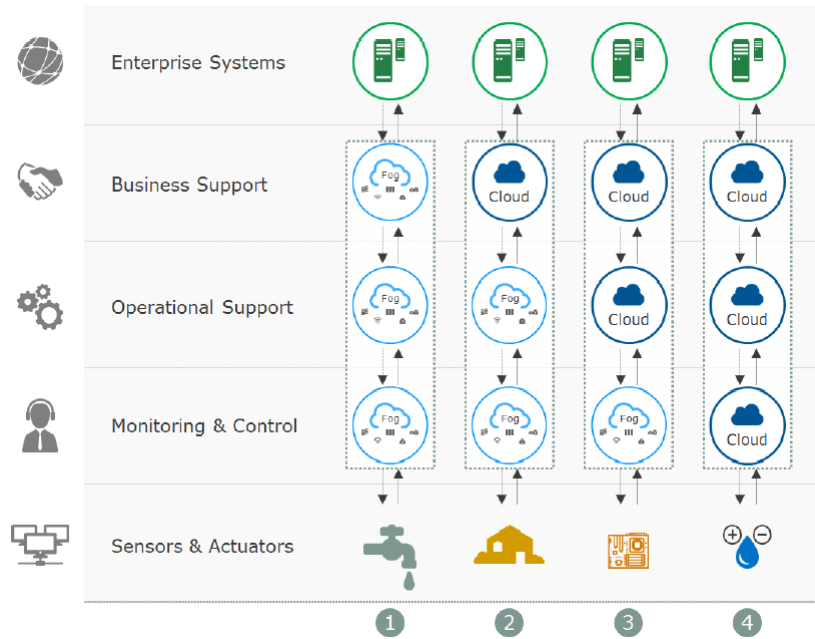 Enterprise Systems
Business Support
Fog
Cloud
Cloud
Cloud
Operational Support
Fog
Fog
Cloud
Cloud
Monitoring & Control
Fog
Fog
Fog
Cloud
Sensors & Actuators
1
2
3
4